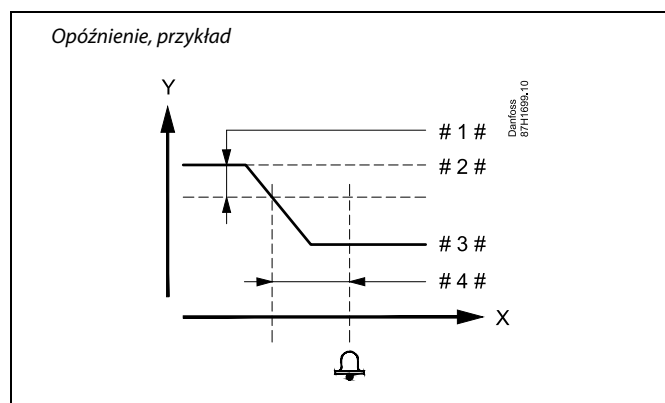 Opóźnienie, przykład
Y
Danfoss
87H1699.10
# 1 #
# 2 #
# 3 #
# 4 #
X